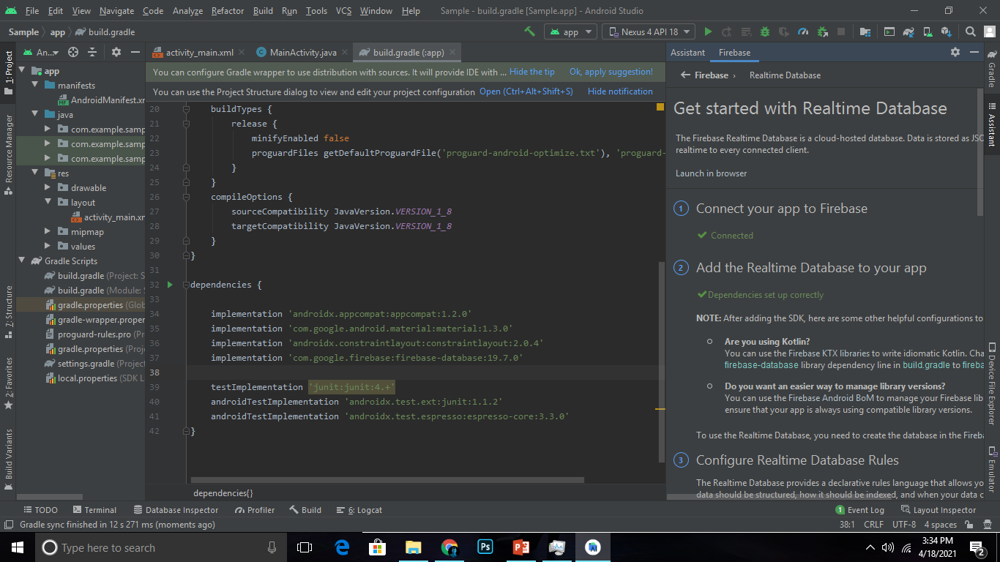 File Edit View Navigate Code Analyze Refactor Build Run Tools VCS Window Help Sample - build.gradle [Sample.app] - Android Studio
Sample app build.gradle
app Nexus 4 API 18
1: Project
Resource Manager
7: Structure
2: Favorites
Build Variants
An...
app
manifests
AndroidManifest.xr
java
com.example.samp
com.example.samp
com.example.samp
res
drawable
layout
activity_main.xr
mipmap
values
Gradle Scripts
build.gradle (Project: S
build.gradle (Module: S
gradle.properties (Glob
gradle-wrapper.proper
proguard-rules.pro (Pr
gradle.properties (Proj
settings.gradle (Project
local.properties (SDK L
activity_main.xml MainActivity.java build.gradle (:app)
You can configure Gradle wrapper to use distribution with sources. It will provide IDE with ... Hide the tip Ok, apply suggestion!
You can use the Project Structure dialog to view and edit your project configuration Open (Ctrl+Alt+Shift+S) Hide notification
20 buildTypes {
21 release {
22 minifyEnabled false
23 proguardFiles getDefaultProguardFile('proguard-android-optimize.txt'), 'proguard-
24 }
25 }
26 compileOptions {
27 sourceCompatibility JavaVersion.VERSION_1_8
28 targetCompatibility JavaVersion.VERSION_1_8
29 }
30 }
31
32 dependencies {
33
34 implementation 'androidx.appcompat:appcompat:1.2.0'
35 implementation 'com.google.android.material:material:1.3.0'
36 implementation 'androidx.constraintlayout:constraintlayout:2.0.4'
37 implementation 'com.google.firebase:firebase-database:19.7.0'
38
39 testImplementation 'junit:junit:4.+'
40 androidTestImplementation 'androidx.test.ext:junit:1.1.2'
41 androidTestImplementation 'androidx.test.espresso:espresso-core:3.3.0'
42 }
dependencies{}
Assistant Firebase
Firebase › Realtime Database
Get started with Realtime Database
The Firebase Realtime Database is a cloud-hosted database. Data is stored as JSO
realtime to every connected client.
Launch in browser
1 Connect your app to Firebase
Connected
2 Add the Realtime Database to your app
Dependencies set up correctly
NOTE: After adding the SDK, here are some other helpful configurations to
Are you using Kotlin?
You can use the Firebase KTX libraries to write idiomatic Kotlin. Cha
firebase-database library dependency line in build.gradle to fireba
Do you want an easier way to manage library versions?
You can use the Firebase Android BoM to manage your Firebase lib
ensure that your app is always using compatible library versions.
To use the Realtime Database, you need to create the database in the Fireba
3 Configure Realtime Database Rules
The Realtime Database provides a declarative rules language that allows yo
data should be structured, how it should be indexed, and when your data c
Gradle
Assistant
Device File Explorer
Emulator
TODO Terminal Database Inspector Profiler Build 6: Logcat 1 Event Log Layout Inspector
Gradle sync finished in 12 s 271 ms (moments ago) 38:1 CRLF UTF-8 4 spaces
Type here to search
Ps
3:34 PM
4/18/2021
2